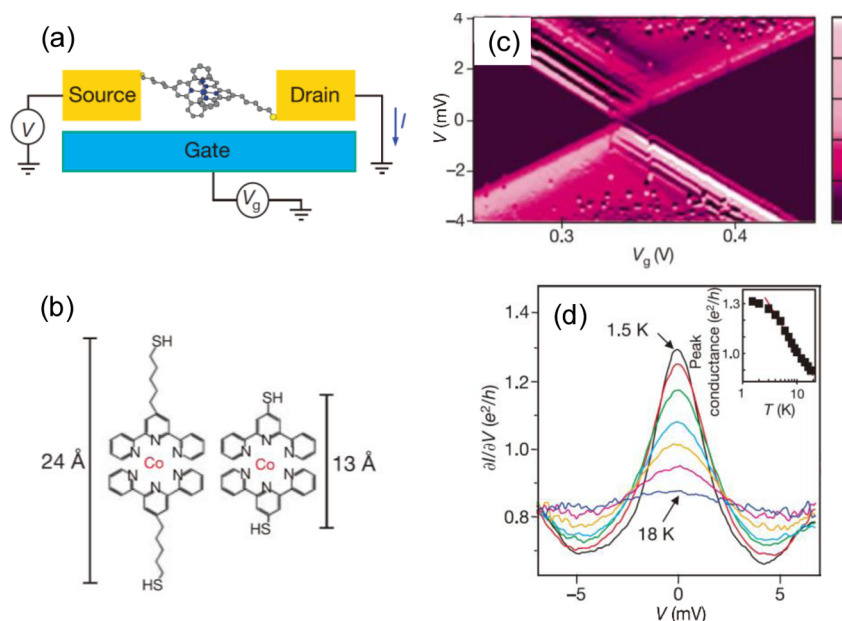 (a)
Source
Drain
V
I
Gate
Vg
(b)
SH
SH
24 Å
Co
Co
13 Å
HS
HS
N N N
N N N
N N N
N N N
(c)
4
2
0
−2
−4
V (mV)
0.3
0.4
Vg (V)
(d)
1.4
1.2
1.0
0.8
∂I/∂V (e²/h)
1.5 K
18 K
−5
0
5
V (mV)
Peak
conductance (e²/h)
1.3
1.0
1
10
T (K)